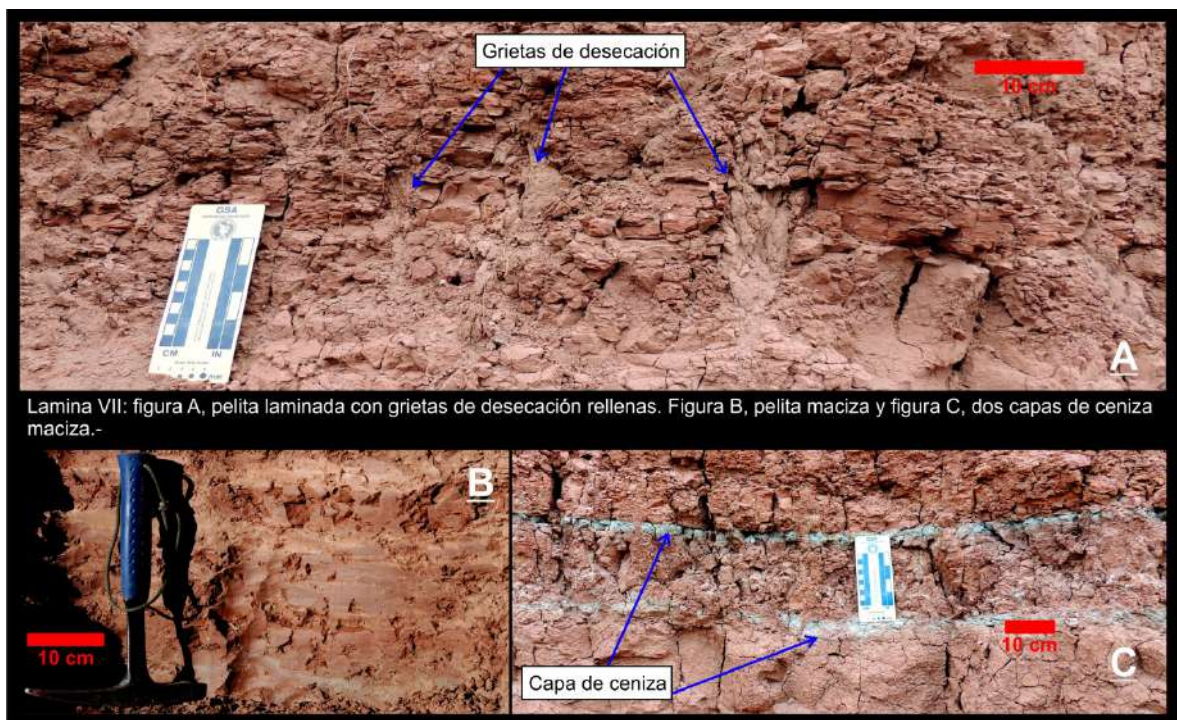 Grietas de desecación
10 cm
GSA
CM IN
A
Lamina VII: figura A, pelita laminada con grietas de desecación rellenas. Figura B, pelita maciza y figura C, dos capas de ceniza
maciza.-
B
10 cm
10 cm
Capa de ceniza
C